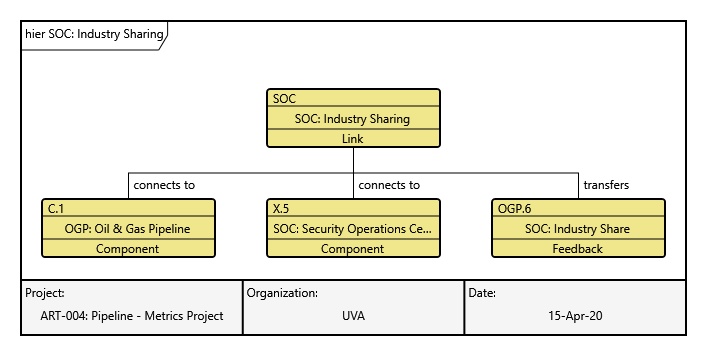 hier SOC: Industry Sharing
SOC
SOC: Industry Sharing
Link
connects to
connects to
transfers
C.1
OGP: Oil & Gas Pipeline
Component
X.5
SOC: Security Operations Ce...
Component
OGP.6
SOC: Industry Share
Feedback
Project:
ART-004: Pipeline - Metrics Project
Organization:
UVA
Date:
15-Apr-20